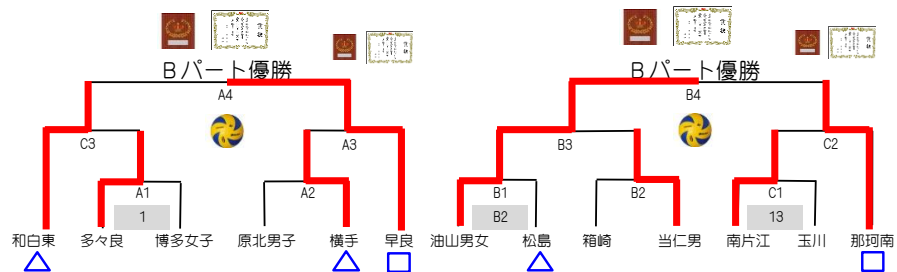 Bパート優勝 Bパート優勝
A4 B4
C3 A3 B3 C2
A1 A2 B1 B2 C1
1 B2 13
和白東 多々良 博多女子 原北男子 横手 早良 油山男女 松島 箱崎 当仁男 南片江 玉川 那珂南